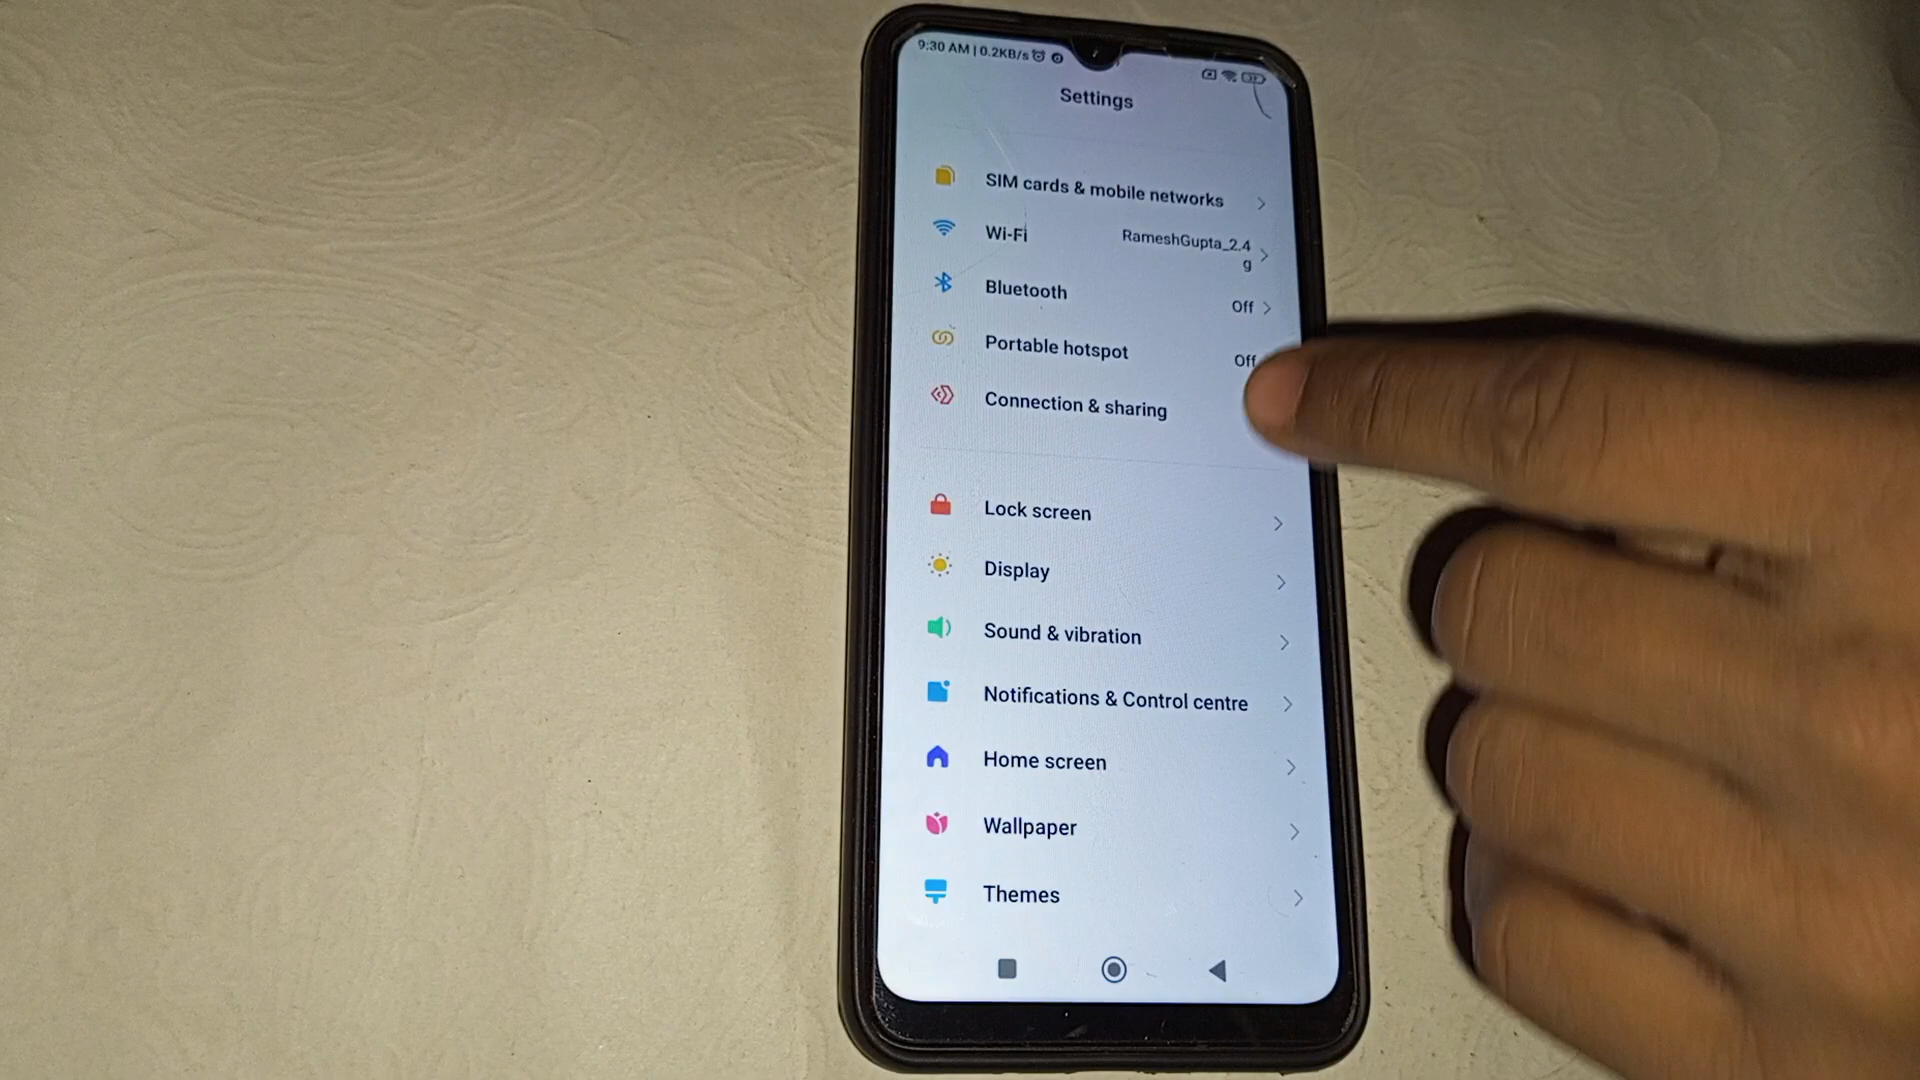 9:30 AM | 0.2KB/s
Settings
SIM cards & mobile networks
Wi-Fi RameshGupta_2.4
g
Bluetooth Off
Portable hotspot Off
Connection & sharing
Lock screen
Display
Sound & vibration
Notifications & Control centre
Home screen
Wallpaper
Themes